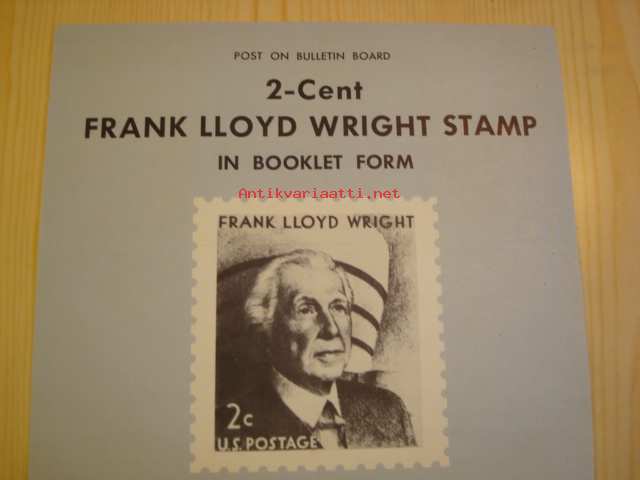 POST ON BULLETIN BOARD
2-Cent
FRANK LLOYD WRIGHT STAMP
IN BOOKLET FORM
Antikvariaatti.net
FRANK LLOYD WRIGHT
2c
U.S. POSTAGE